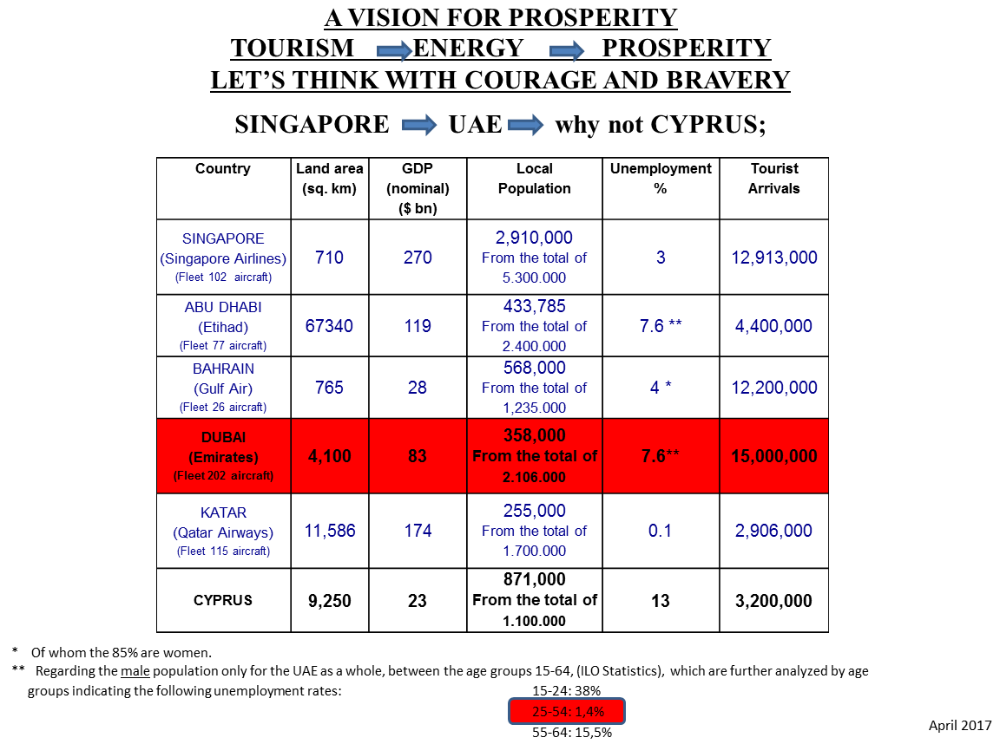 A VISION FOR PROSPERITY
TOURISM ENERGY PROSPERITY
LET’S THINK WITH COURAGE AND BRAVERY
SINGAPORE UAE why not CYPRUS;
Country Land area (sq. km) GDP (nominal) ($ bn) Local Population Unemployment % Tourist Arrivals
SINGAPORE
(Singapore Airlines)
(Fleet 102 aircraft)
710
270
2,910,000
From the total of
5.300.000
3
12,913,000
ABU DHABI
(Etihad)
(Fleet 77 aircraft)
67340
119
433,785
From the total of
2.400.000
7.6 **
4,400,000
BAHRAIN
(Gulf Air)
(Fleet 26 aircraft)
765
28
568,000
From the total of
1,235.000
4 *
12,200,000
DUBAI
(Emirates)
(Fleet 202 aircraft)
4,100
83
358,000
From the total of
2.106.000
7.6**
15,000,000
KATAR
(Qatar Airways)
(Fleet 115 aircraft)
11,586
174
255,000
From the total of
1.700.000
0.1
2,906,000
CYPRUS
9,250
23
871,000
From the total of
1.100.000
13
3,200,000
* Of whom the 85% are women.
** Regarding the male population only for the UAE as a whole, between the age groups 15-64, (ILO Statistics), which are further analyzed by age
groups indicating the following unemployment rates: 15-24: 38%
25-54: 1,4%
55-64: 15,5%
April 2017